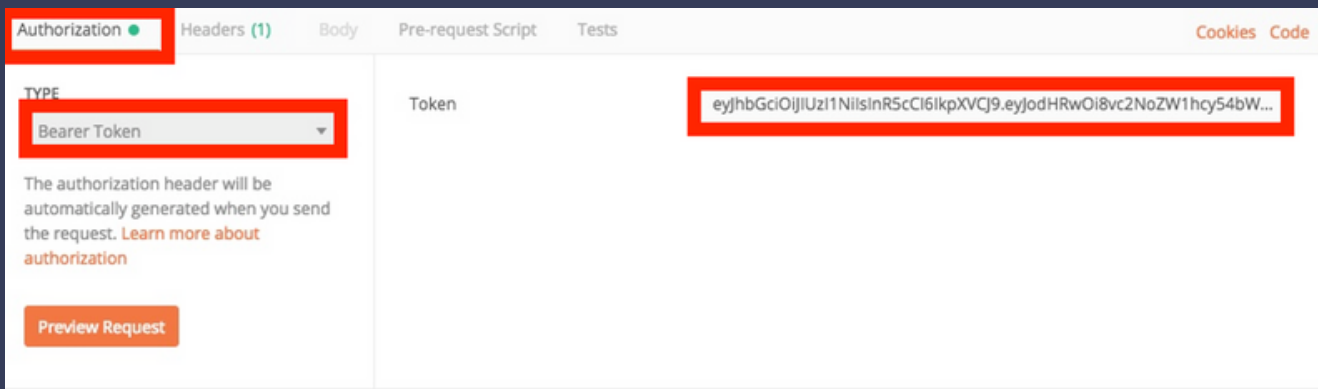 Authorization Headers (1) Body Pre-request Script Tests Cookies Code
TYPE
Bearer Token
Token eyJhbGciOiJIUzI1NiIsInR5cCI6IkpXVCJ9.eyJodHRwOi8vc2NoZW1hcy54bW...
The authorization header will be
automatically generated when you send
the request. Learn more about
authorization
Preview Request